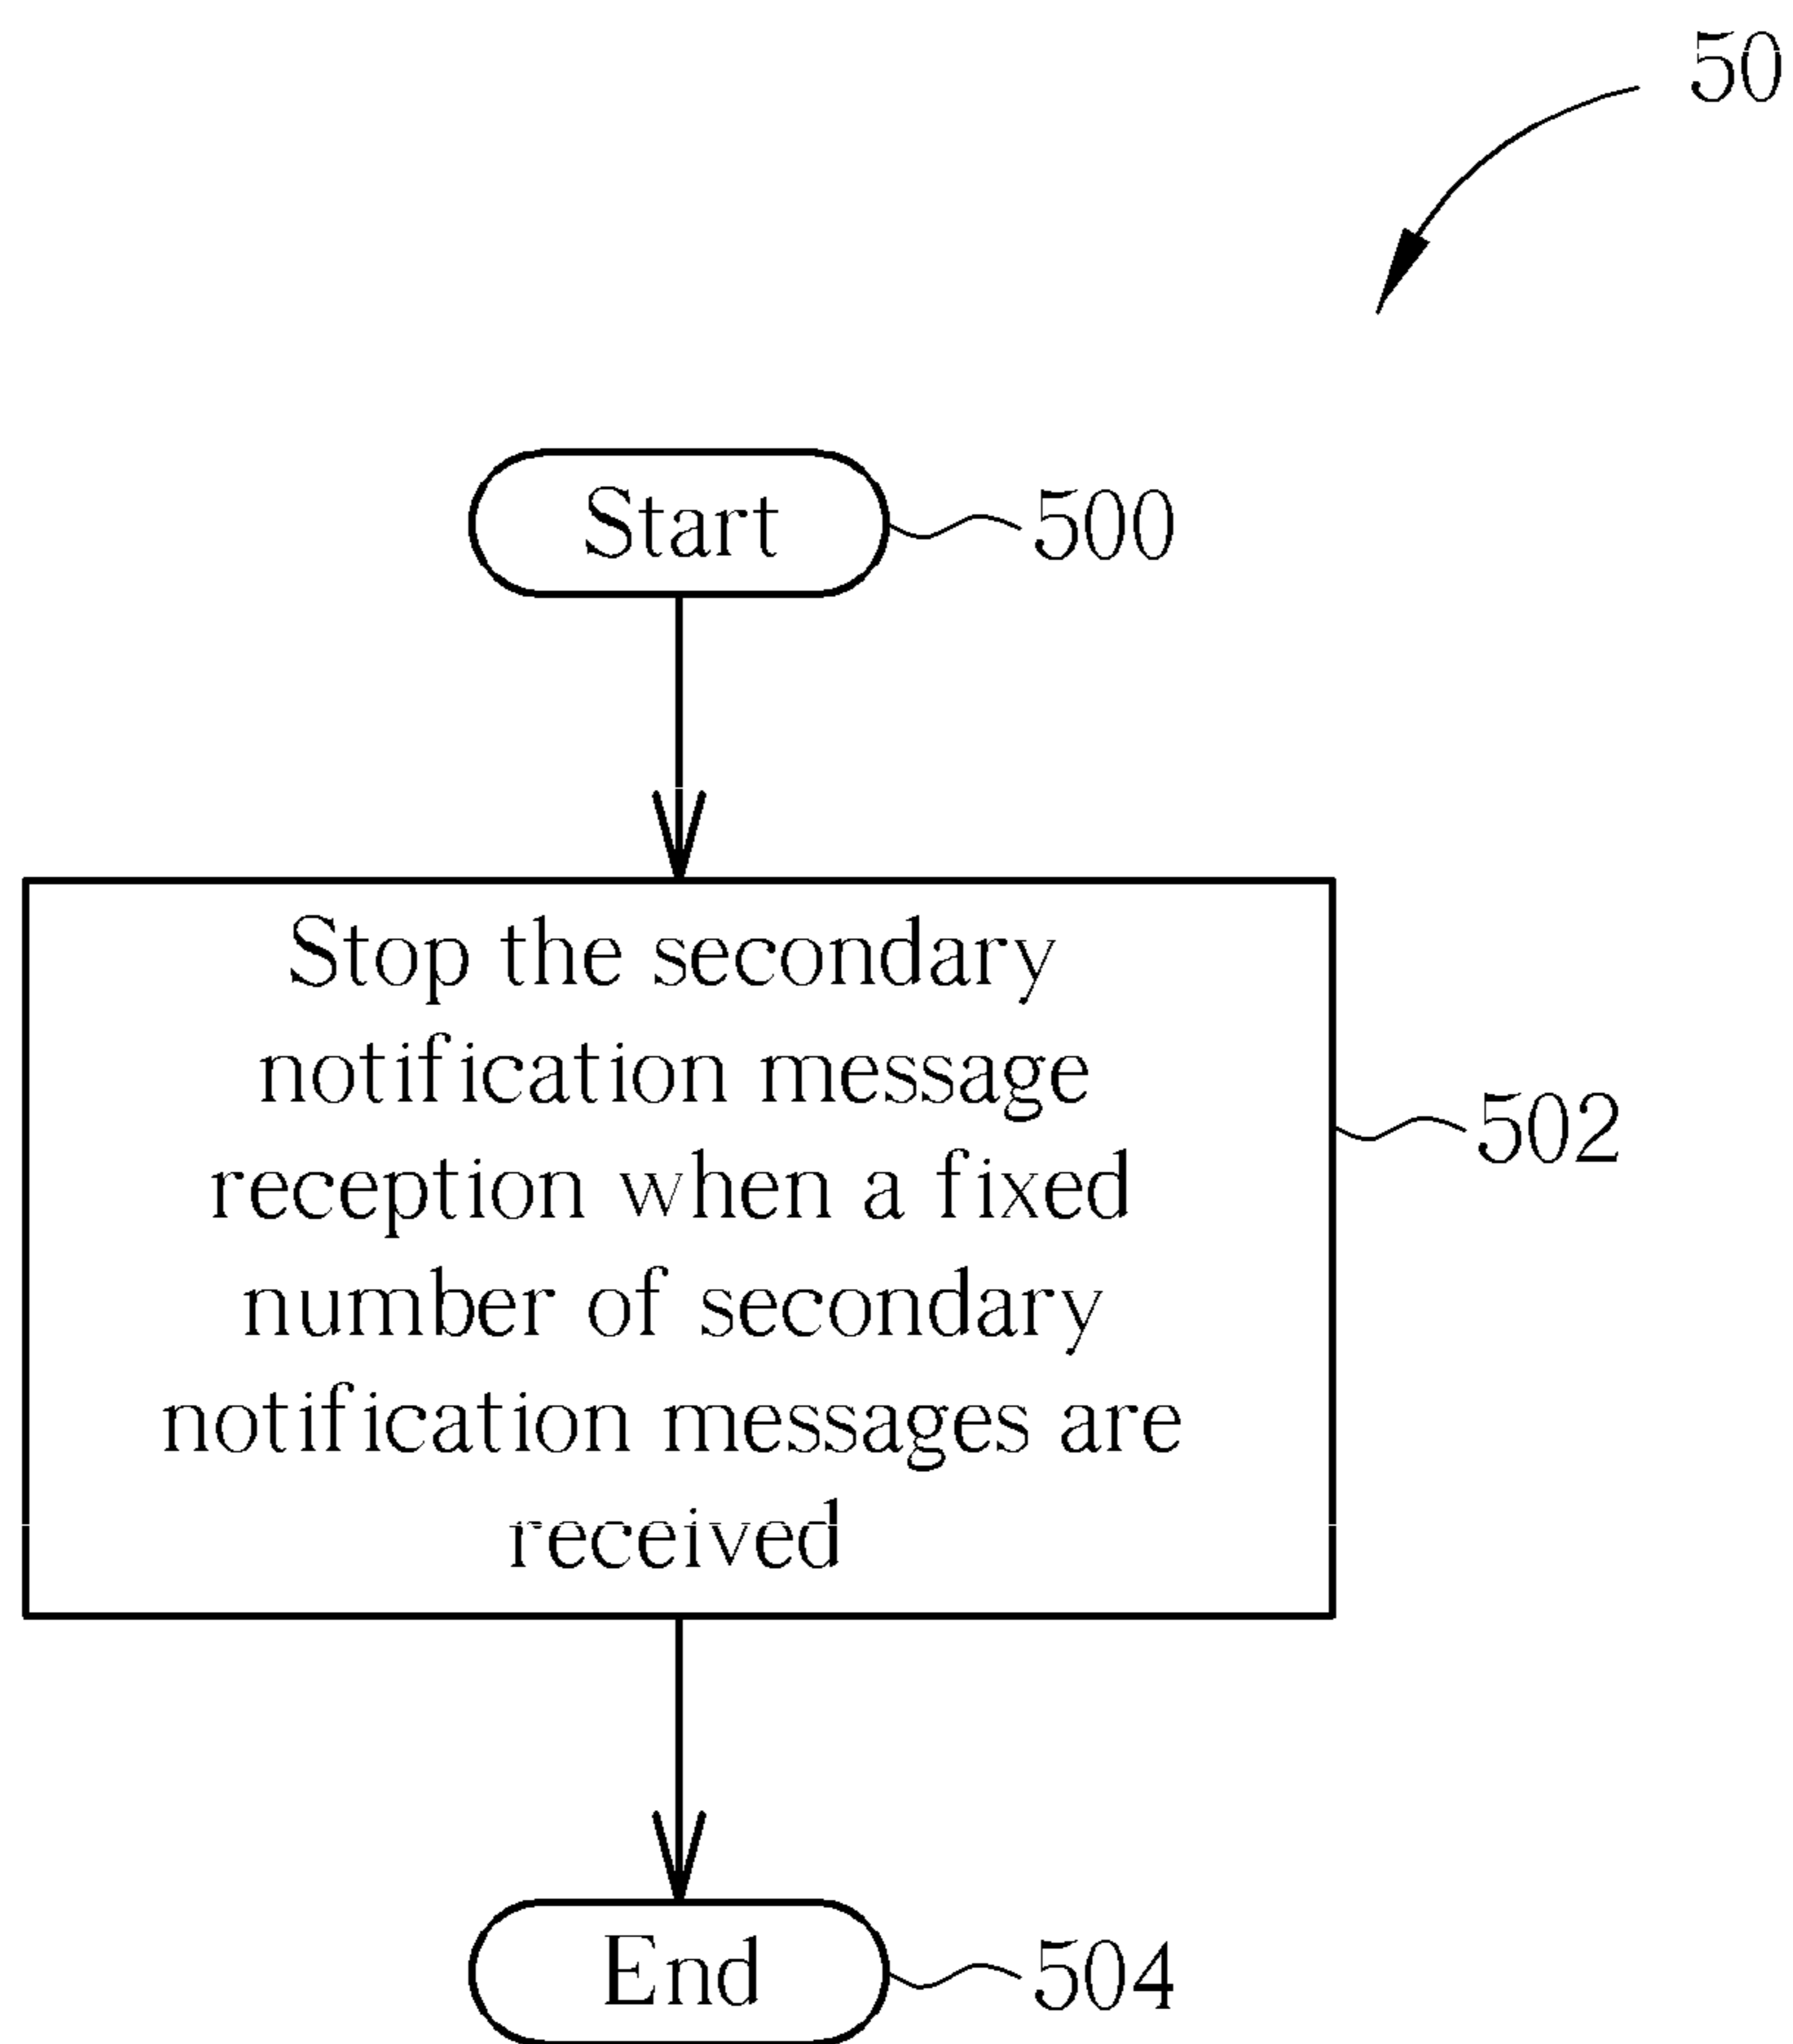 50
Start
500
Stop the secondary
notification message
reception when a fixed
number of secondary
notification messages are
received
502
End
504